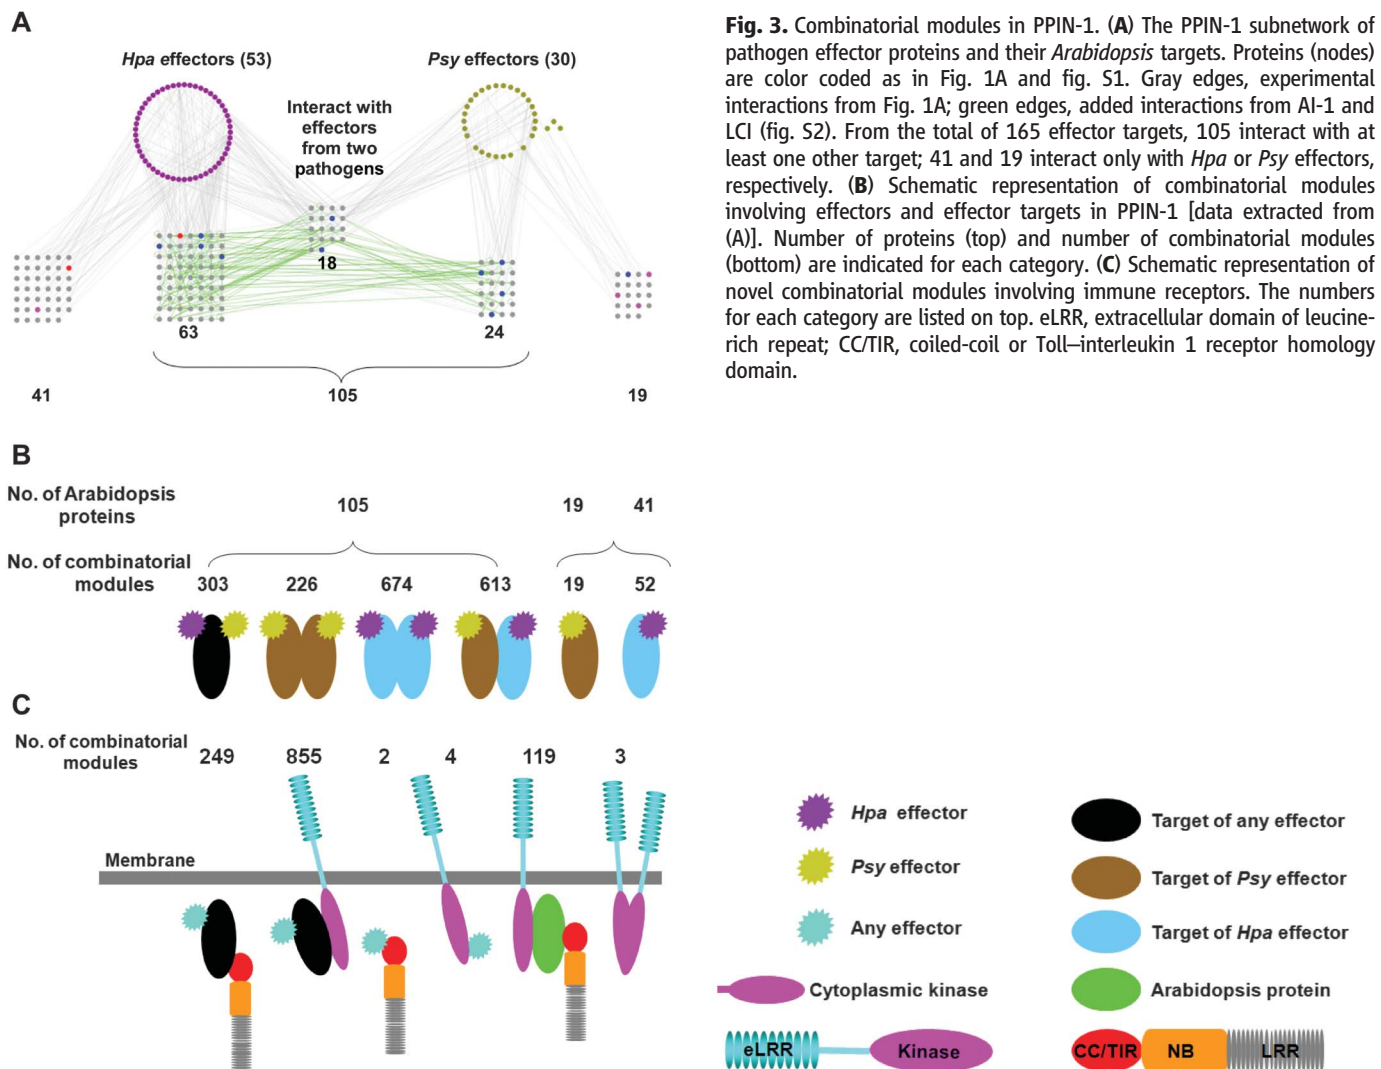 A
Hpa effectors (53)
Psy effectors (30)
Interact with
effectors
from two
pathogens
18
63
24
41
105
19
Fig. 3. Combinatorial modules in PPIN-1. (A) The PPIN-1 subnetwork of
pathogen effector proteins and their Arabidopsis targets. Proteins (nodes)
are color coded as in Fig. 1A and fig. S1. Gray edges, experimental
interactions from Fig. 1A; green edges, added interactions from AI-1 and
LCI (fig. S2). From the total of 165 effector targets, 105 interact with at
least one other target; 41 and 19 interact only with Hpa or Psy effectors,
respectively. (B) Schematic representation of combinatorial modules
involving effectors and effector targets in PPIN-1 [data extracted from
(A)]. Number of proteins (top) and number of combinatorial modules
(bottom) are indicated for each category. (C) Schematic representation of
novel combinatorial modules involving immune receptors. The numbers
for each category are listed on top. eLRR, extracellular domain of leucine-
rich repeat; CC/TIR, coiled-coil or Toll–interleukin 1 receptor homology
domain.
B
No. of Arabidopsis
proteins
105
19
41
No. of combinatorial
modules
303
226
674
613
19
52
C
No. of combinatorial
modules
249
855
2
4
119
3
Membrane
Hpa effector
Psy effector
Any effector
Cytoplasmic kinase
eLRR
Kinase
Target of any effector
Target of Psy effector
Target of Hpa effector
Arabidopsis protein
CC/TIR
NB
LRR